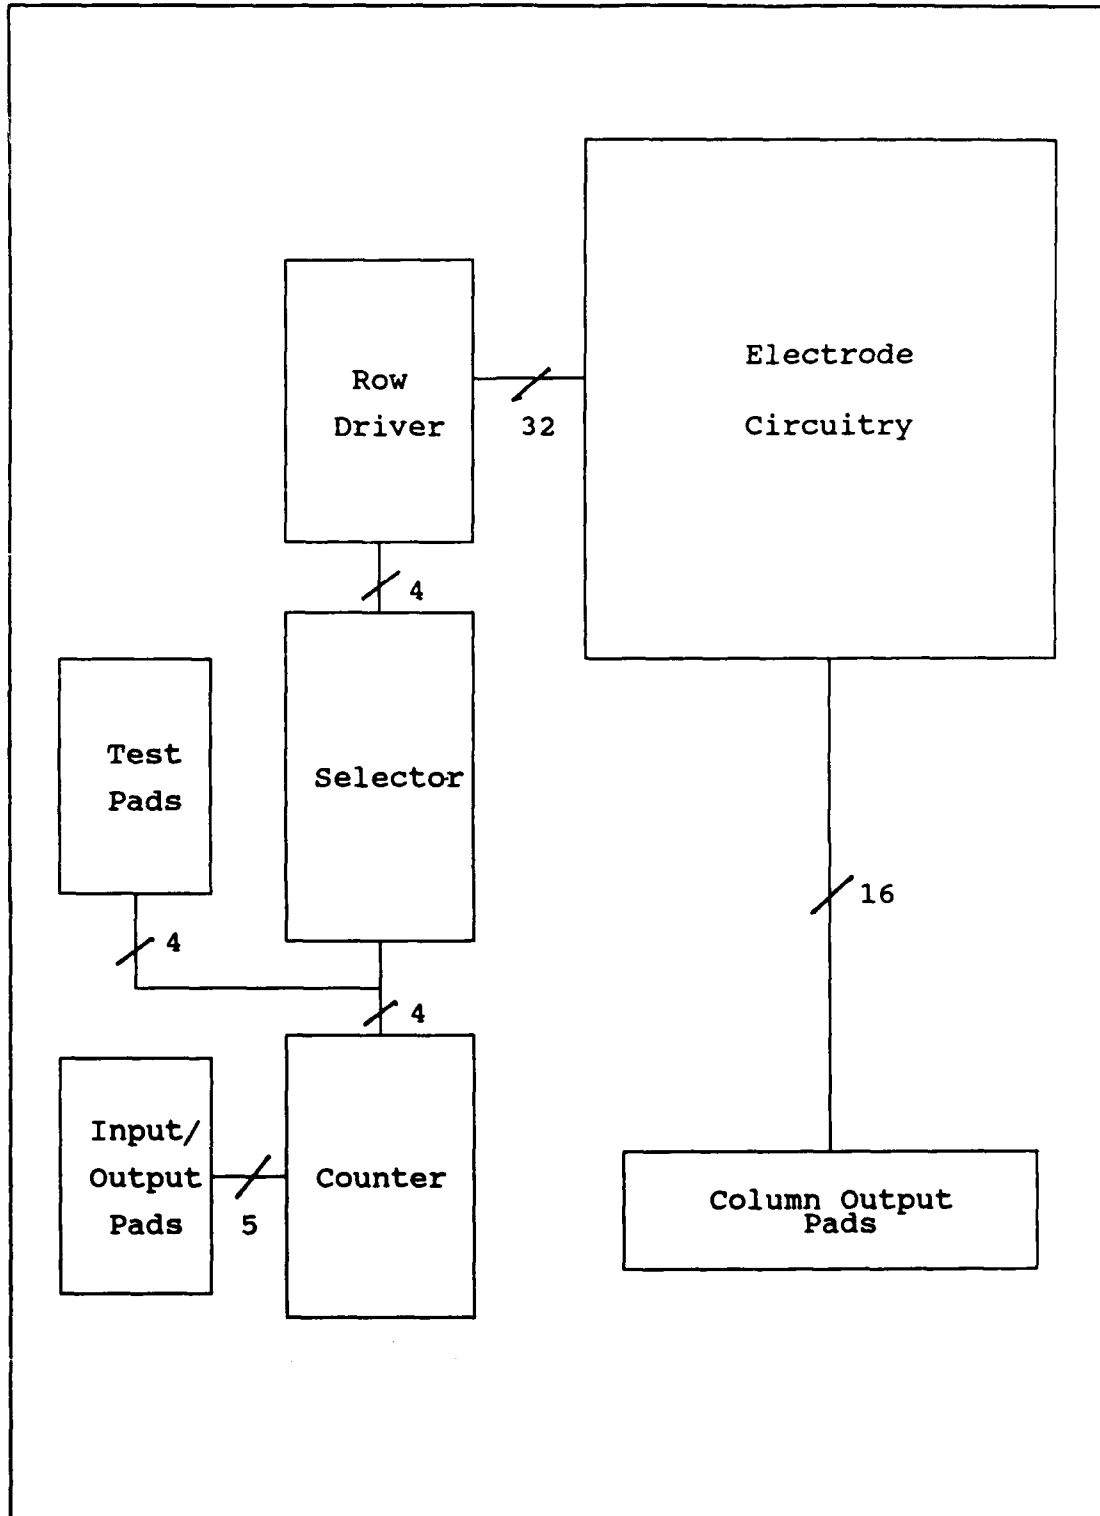 Electrode
Circuitry
Row
Driver
32
4
Test
Pads
Selector
16
4
4
Input/
Output
Pads
5
Counter
Column Output
Pads